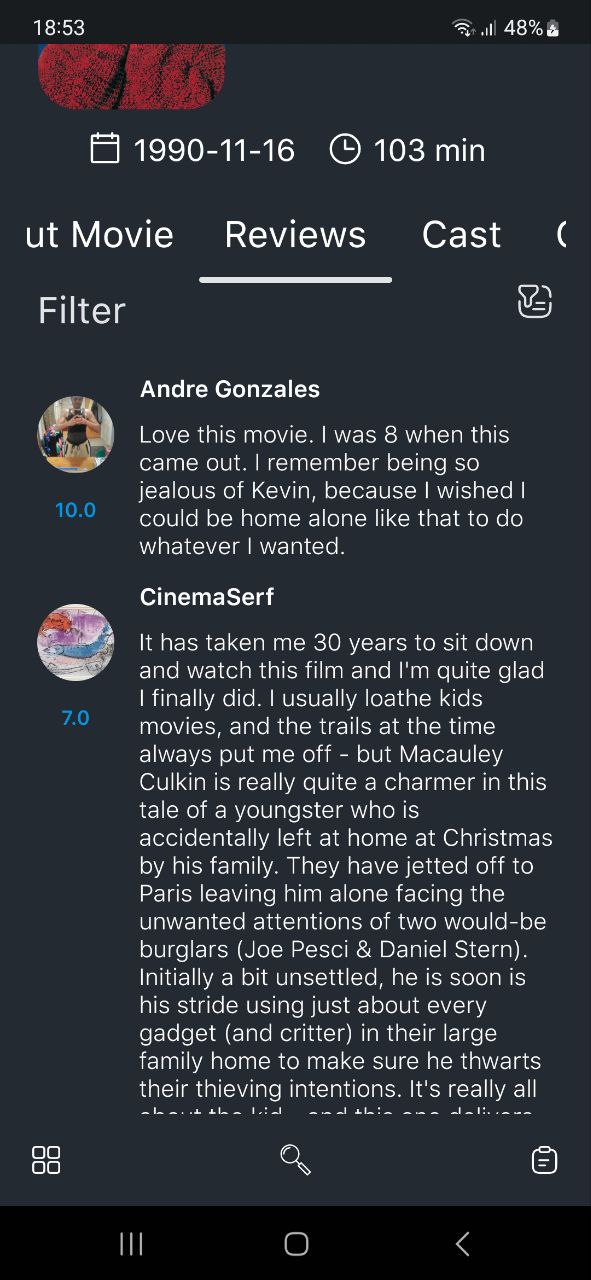 18:53
48%
1990-11-16 103 min
ut Movie Reviews Cast
Filter
Andre Gonzales
Love this movie. I was 8 when this
came out. I remember being so
jealous of Kevin, because I wished I
could be home alone like that to do
whatever I wanted.
10.0
CinemaSerf
It has taken me 30 years to sit down
and watch this film and I'm quite glad
I finally did. I usually loathe kids
movies, and the trails at the time
always put me off - but Macauley
Culkin is really quite a charmer in this
tale of a youngster who is
accidentally left at home at Christmas
by his family. They have jetted off to
Paris leaving him alone facing the
unwanted attentions of two would-be
burglars (Joe Pesci & Daniel Stern).
Initially a bit unsettled, he is soon is
his stride using just about every
gadget (and critter) in their large
family home to make sure he thwarts
their thieving intentions. It's really all
about the kid - and this one delivers
7.0